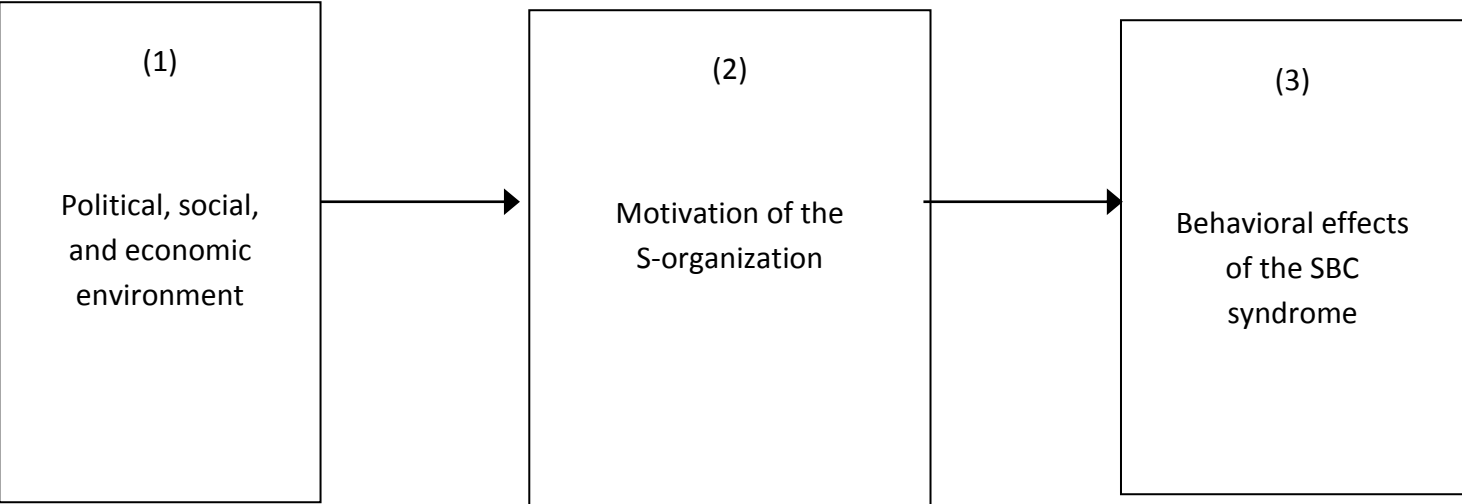 (1)
Political, social,
and economic
environment
(2)
Motivation of the
S-organization
(3)
Behavioral effects
of the SBC
syndrome